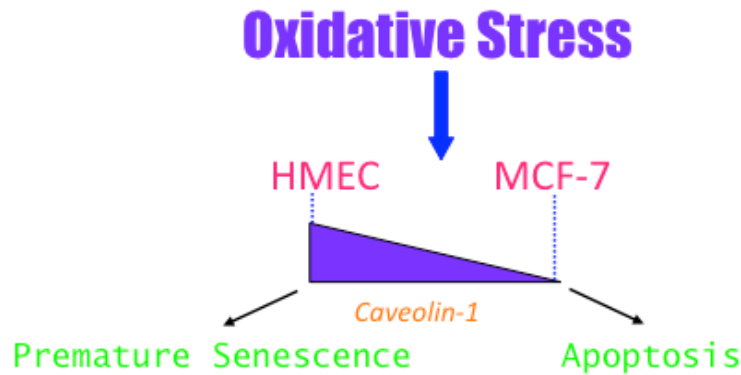 Oxidative Stress
HMEC MCF-7
Caveolin-1
Premature Senescence Apoptosis